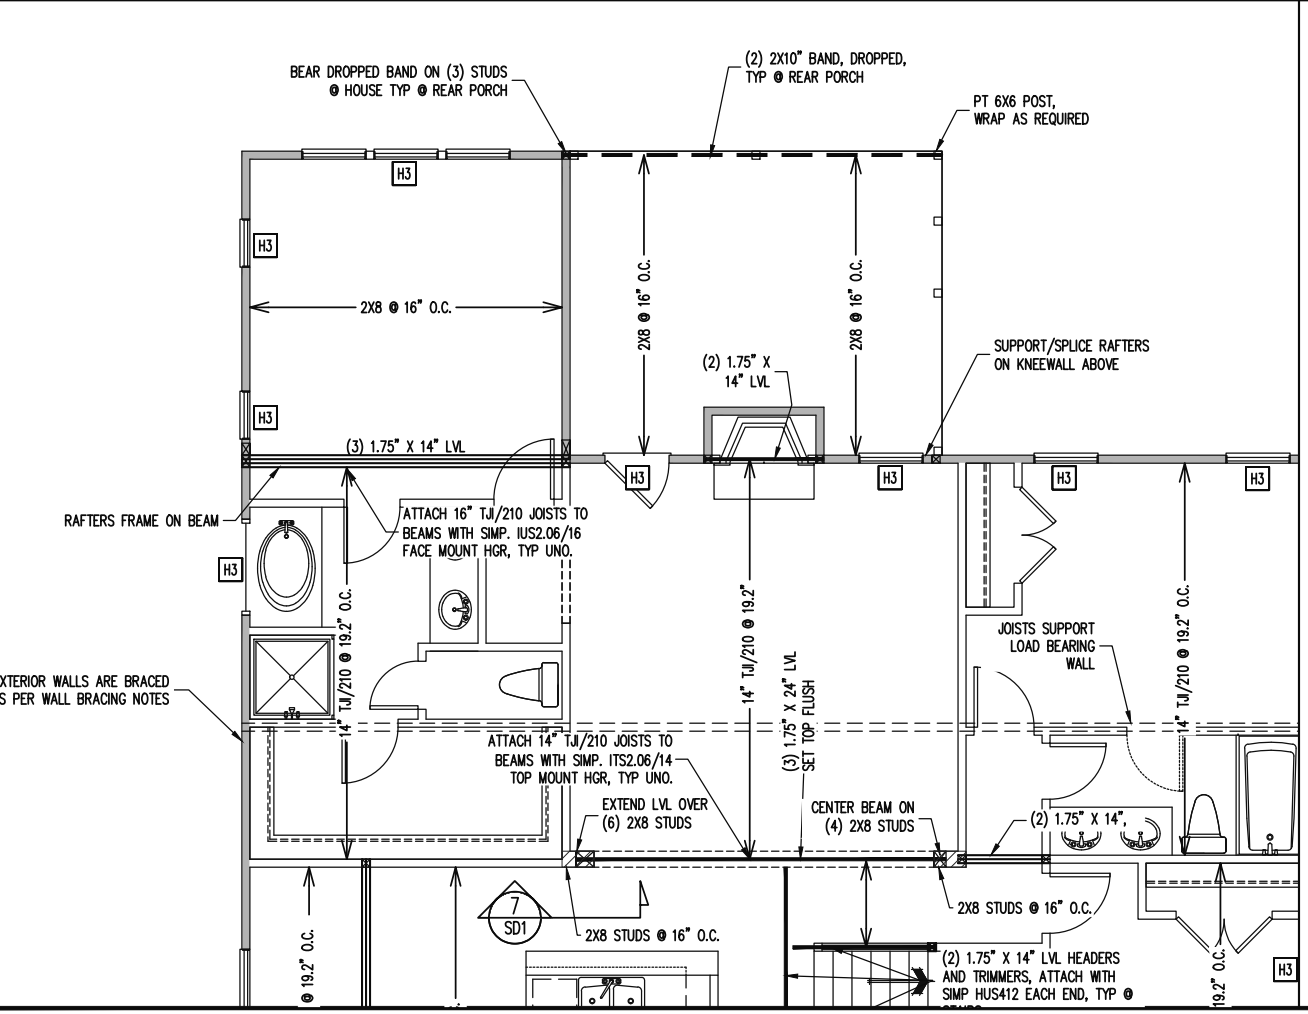 BEAR DROPPED BAND ON (3) STUDS
@ HOUSE TYP @ REAR PORCH
(2) 2X10" BAND, DROPPED,
TYP @ REAR PORCH
PT 6X6 POST,
WRAP AS REQUIRED
H3
H3
2X8 @ 16" O.C.
2X8 @ 16" O.C.
2X8 @ 16" O.C.
SUPPORT/SPLICE RAFTERS
ON KNEEWALL ABOVE
(2) 1.75" X
14" LVL
H3
(3) 1.75" X 14" LVL
H3
H3
H3
H3
RAFTERS FRAME ON BEAM
ATTACH 16" TJI/210 JOISTS TO
BEAMS WITH SIMP. IUS2.06/16
FACE MOUNT HGR, TYP UNO.
H3
14" TJI/210 @ 19.2" O.C.
14" TJI/210 @ 19.2"
14" TJI/210 @ 19.2" O.C.
JOISTS SUPPORT
LOAD BEARING
WALL
XTERIOR WALLS ARE BRACED
S PER WALL BRACING NOTES
(3) 1.75" X 24" LVL
SET TOP FLUSH
ATTACH 14" TJI/210 JOISTS TO
BEAMS WITH SIMP. ITS2.06/14
TOP MOUNT HGR, TYP UNO.
EXTEND LVL OVER
(6) 2X8 STUDS
CENTER BEAM ON
(4) 2X8 STUDS
(2) 1.75" X 14",
7
SD1
2X8 STUDS @ 16" O.C.
2X8 STUDS @ 16" O.C.
@ 19.2" O.C.
(2) 1.75" X 14" LVL HEADERS
AND TRIMMERS, ATTACH WITH
SIMP HUS412 EACH END, TYP @
19.2" O.C.
H3